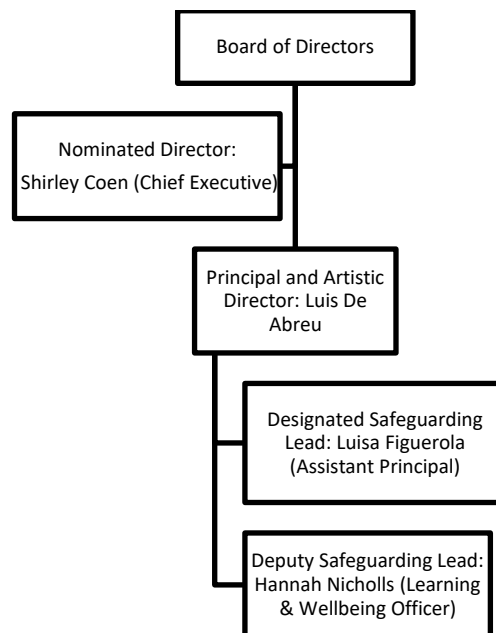 Board of Directors
Nominated Director:
Shirley Coen (Chief Executive)
Principal and Artistic
Director: Luis De
Abreu
Designated Safeguarding
Lead: Luisa Figuerola
(Assistant Principal)
Deputy Safeguarding Lead:
Hannah Nicholls (Learning
& Wellbeing Officer)